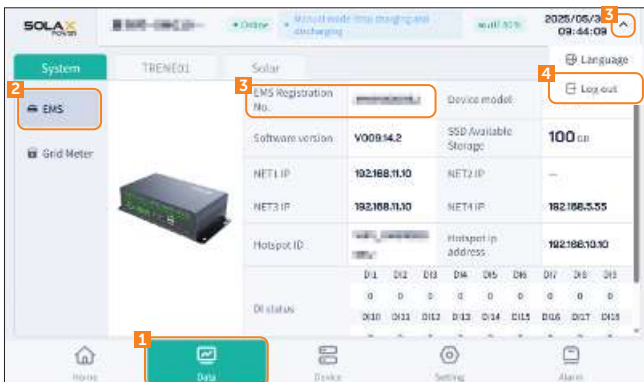 SOLAX
POWER
Online
Manual mode-Stop charging and
discharging
2025/05/3
09:44:09
3
Language
4
Log out
System
TRENE01
Solar
2
EMS
Grid Meter
3
EMS Registration
No.
Device model
Software version
V009.14.2
SSD Available
Storage
100 GB
NET1 IP
192.168.11.10
NET2 IP
—
NET3 IP
192.168.11.10
NET4 IP
192.168.5.55
Hotspot ID
Hotspot ip
address
192.168.10.10
DI status
DI1 DI2 DI3 DI4 DI5 DI6 DI7 DI8 DI9
0 0 0 0 0 0 0 0 0
DI10 DI11 DI12 DI13 DI14 DI15 DI16 DI17 DI18
1
Home
Data
Device
Setting
Alarm